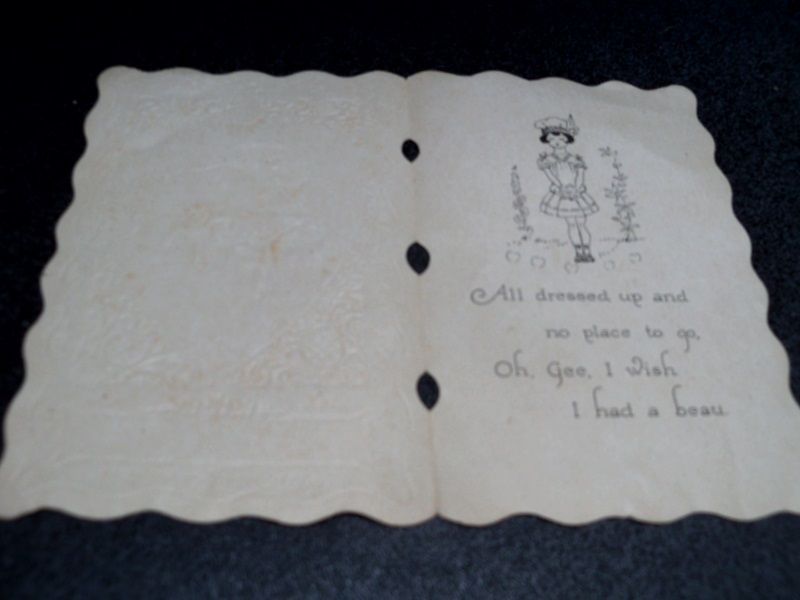 All dressed up and
no place to go,
Oh, Gee, I wish
I had a beau.